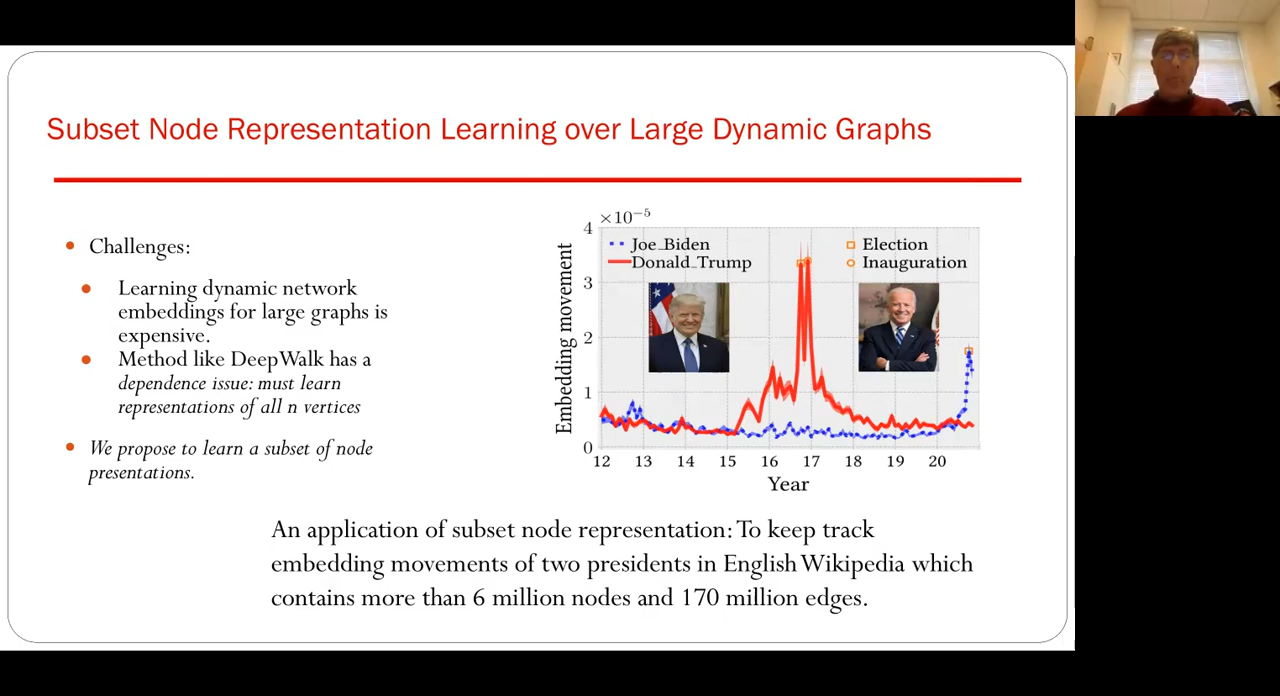 Subset Node Representation Learning over Large Dynamic Graphs
• Challenges:
• Learning dynamic network
embeddings for large graphs is
expensive.
• Method like DeepWalk has a
dependence issue: must learn
representations of all n vertices
• We propose to learn a subset of node
presentations.
×10⁻⁵
4
3
2
1
0
Embedding movement
Joe_Biden
Donald_Trump
Election
Inauguration
12 13 14 15 16 17 18 19 20
Year
An application of subset node representation: To keep track
embedding movements of two presidents in English Wikipedia which
contains more than 6 million nodes and 170 million edges.